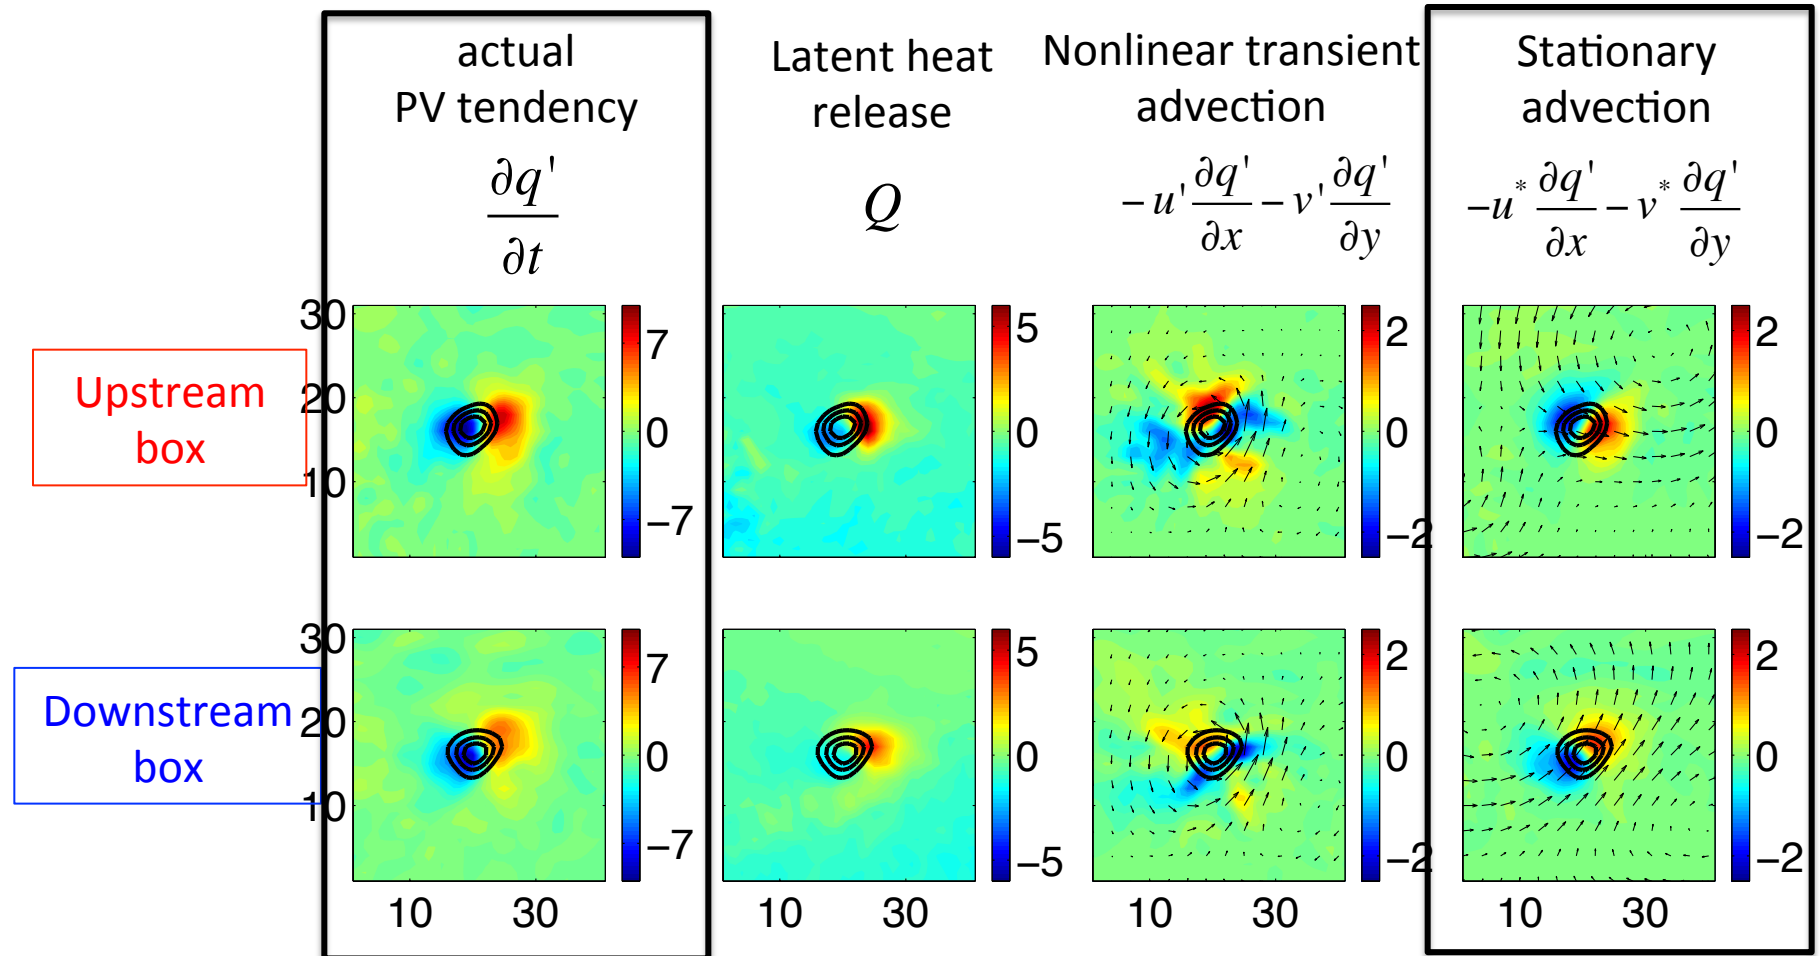 actual
PV tendency
∂q'
∂t
Latent heat
release
Q
Nonlinear transient
advection
−u' ∂q'/∂x − v' ∂q'/∂y
Stationary
advection
−u* ∂q'/∂x − v* ∂q'/∂y
Upstream
box
30
20
10
7
0
−7
5
0
−5
2
0
−2
2
0
−2
Downstream
box
30
20
10
7
0
−7
5
0
−5
2
0
−2
2
0
−2
10 30
10 30
10 30
10 30